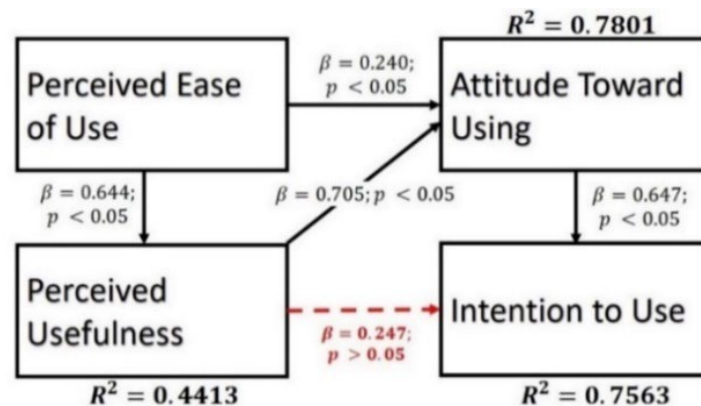 R² = 0.7801
Perceived Ease
of Use
β = 0.240;
p < 0.05
Attitude Toward
Using
β = 0.644;
p < 0.05
β = 0.705; p < 0.05
β = 0.647;
p < 0.05
Perceived
Usefulness
β = 0.247;
p > 0.05
Intention to Use
R² = 0.4413
R² = 0.7563